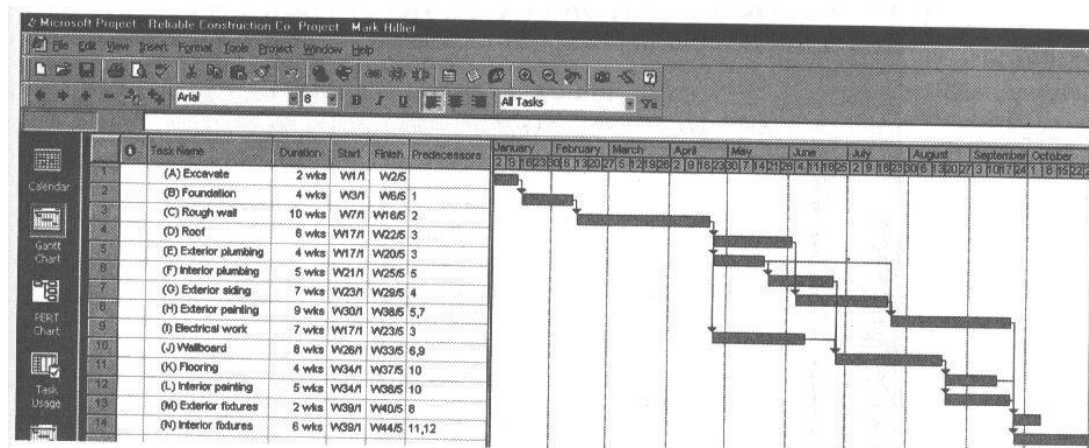 Microsoft Project - Reliable Construction Co. Project - Mark Hillier
File Edit View Insert Format Tools Project Window Help
Arial 8 B I U All Tasks
Task Name Duration Start Finish Predecessors January February March April May June July August September October
1 (A) Excavate 2 wks W1/1 W2/5
2 (B) Foundation 4 wks W3/1 W6/5 1
3 (C) Rough wall 10 wks W7/1 W16/5 2
4 (D) Roof 6 wks W17/1 W22/5 3
5 (E) Exterior plumbing 4 wks W17/1 W20/5 3
6 (F) Interior plumbing 5 wks W21/1 W25/5 5
7 (G) Exterior siding 7 wks W23/1 W29/5 4
8 (H) Exterior painting 9 wks W30/1 W38/5 5,7
9 (I) Electrical work 7 wks W17/1 W23/5 3
10 (J) Wallboard 8 wks W26/1 W33/5 6,9
11 (K) Flooring 4 wks W34/1 W37/5 10
12 (L) Interior painting 5 wks W34/1 W38/5 10
13 (M) Exterior fixtures 2 wks W39/1 W40/5 8
14 (N) Interior fixtures 6 wks W39/1 W44/5 11,12
Calendar
Gantt
Chart
PERT
Chart
Task
Usage